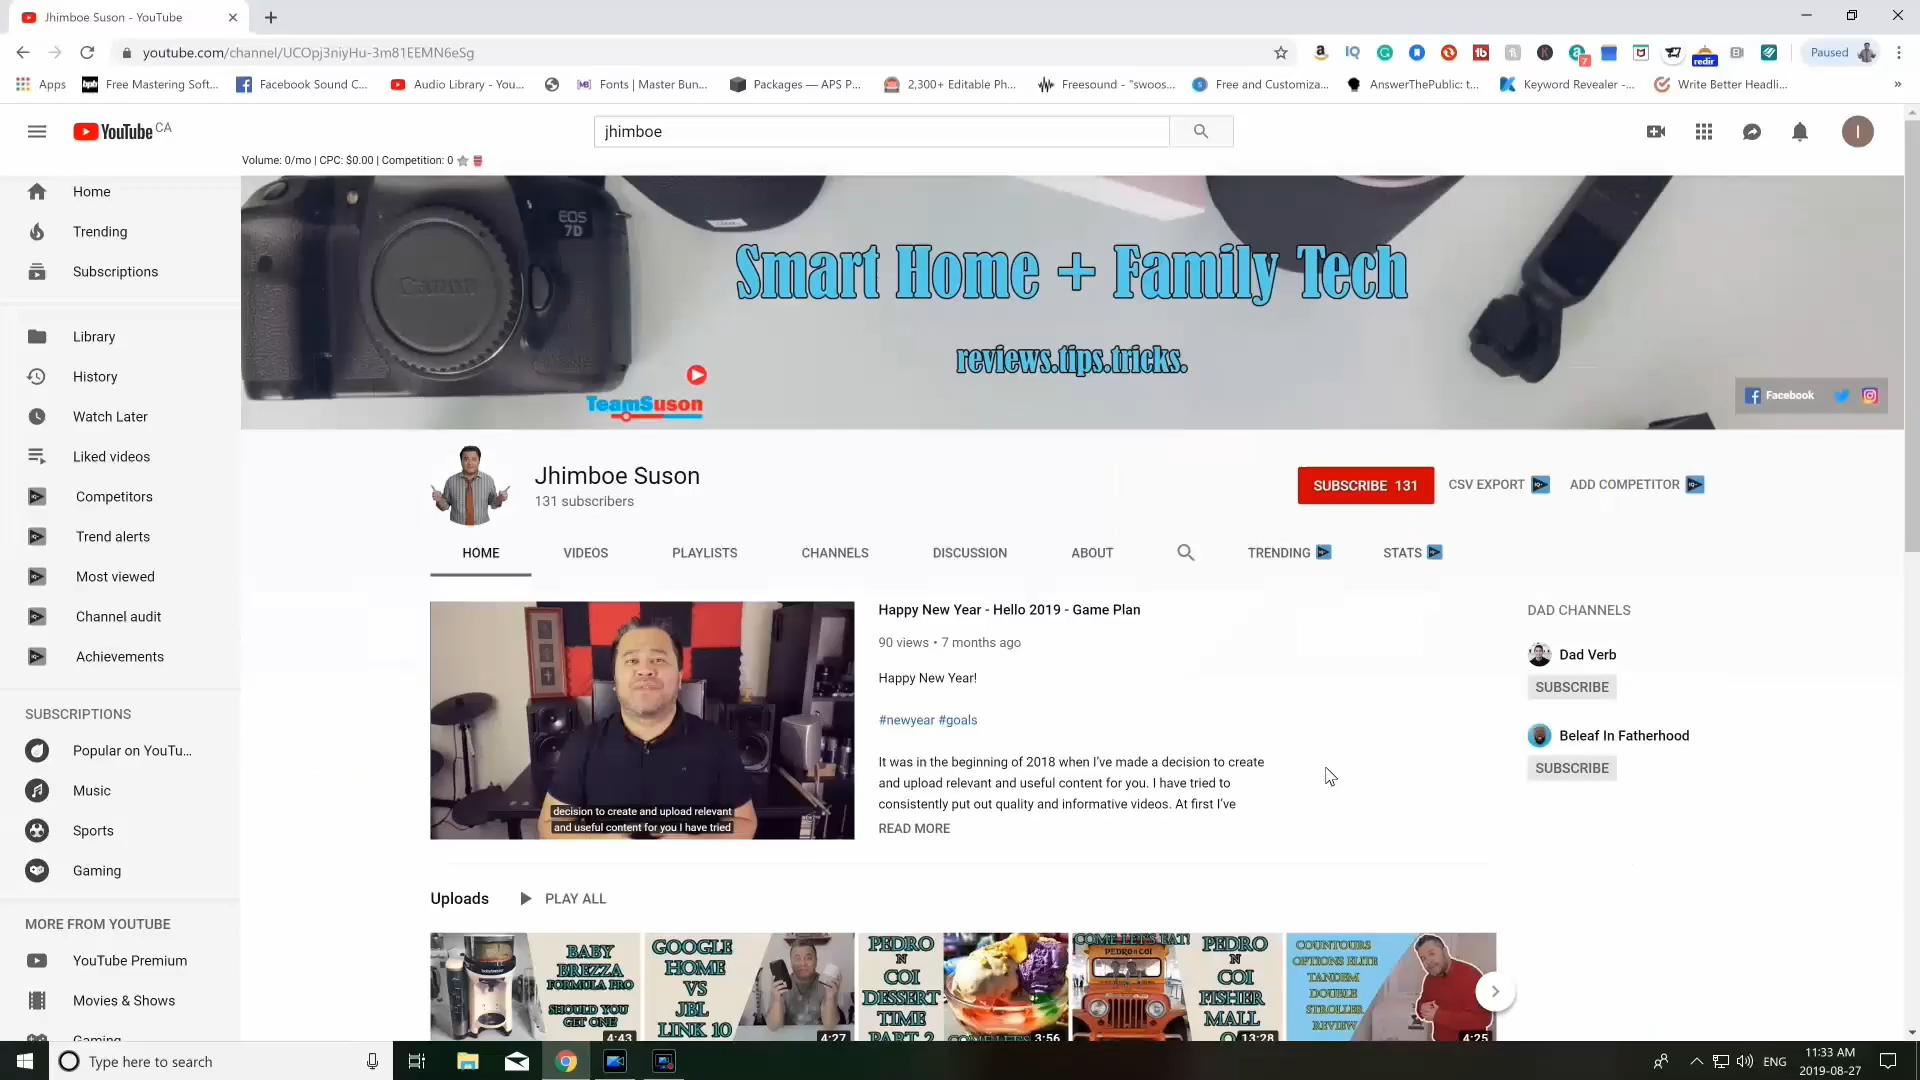 Jhimboe Suson - YouTube
youtube.com/channel/UCOpj3niyHu-3m81EEMN6eSg
Paused
Apps
Free Mastering Soft...
Facebook Sound C...
Audio Library - You...
Fonts | Master Bun...
Packages — APS P...
2,300+ Editable Ph...
Freesound - "swoos...
Free and Customiza...
AnswerThePublic: t...
Keyword Revealer -...
Write Better Headli...
YouTube CA
jhimboe
Volume: 0/mo | CPC: $0.00 | Competition: 0
Home
Trending
Subscriptions
Library
History
Watch Later
Liked videos
Competitors
Trend alerts
Most viewed
Channel audit
Achievements
SUBSCRIPTIONS
Popular on YouTu...
Music
Sports
Gaming
MORE FROM YOUTUBE
YouTube Premium
Movies & Shows
Gaming
EOS
7D
Canon
Smart Home + Family Tech
reviews.tips.tricks.
TeamSuson
Facebook
Jhimboe Suson
131 subscribers
SUBSCRIBE 131
CSV EXPORT
ADD COMPETITOR
HOME
VIDEOS
PLAYLISTS
CHANNELS
DISCUSSION
ABOUT
TRENDING
STATS
decision to create and upload relevant
and useful content for you I have tried
Happy New Year - Hello 2019 - Game Plan
90 views • 7 months ago
Happy New Year!
#newyear #goals
It was in the beginning of 2018 when I've made a decision to create
and upload relevant and useful content for you. I have tried to
consistently put out quality and informative videos. At first I've
READ MORE
DAD CHANNELS
Dad Verb
SUBSCRIBE
Beleaf In Fatherhood
SUBSCRIBE
Uploads
PLAY ALL
BABY
BREZZA
FORMULA PRO
SHOULD YOU
GET ONE?
4:43
GOOGLE
HOME
VS
JBL
LINK 10
4:27
PEDRO
N
COI
DESSERT
TIME
PART 2
3:56
COME LET'S EAT!
PEDRO N COI
PEDRO
N
COI
FISHER
MALL
13:28
COUNTOURS
OPTIONS ELITE
TANDEM
DOUBLE
STROLLER
REVIEW
4:25
Type here to search
ENG
11:33 AM
2019-08-27